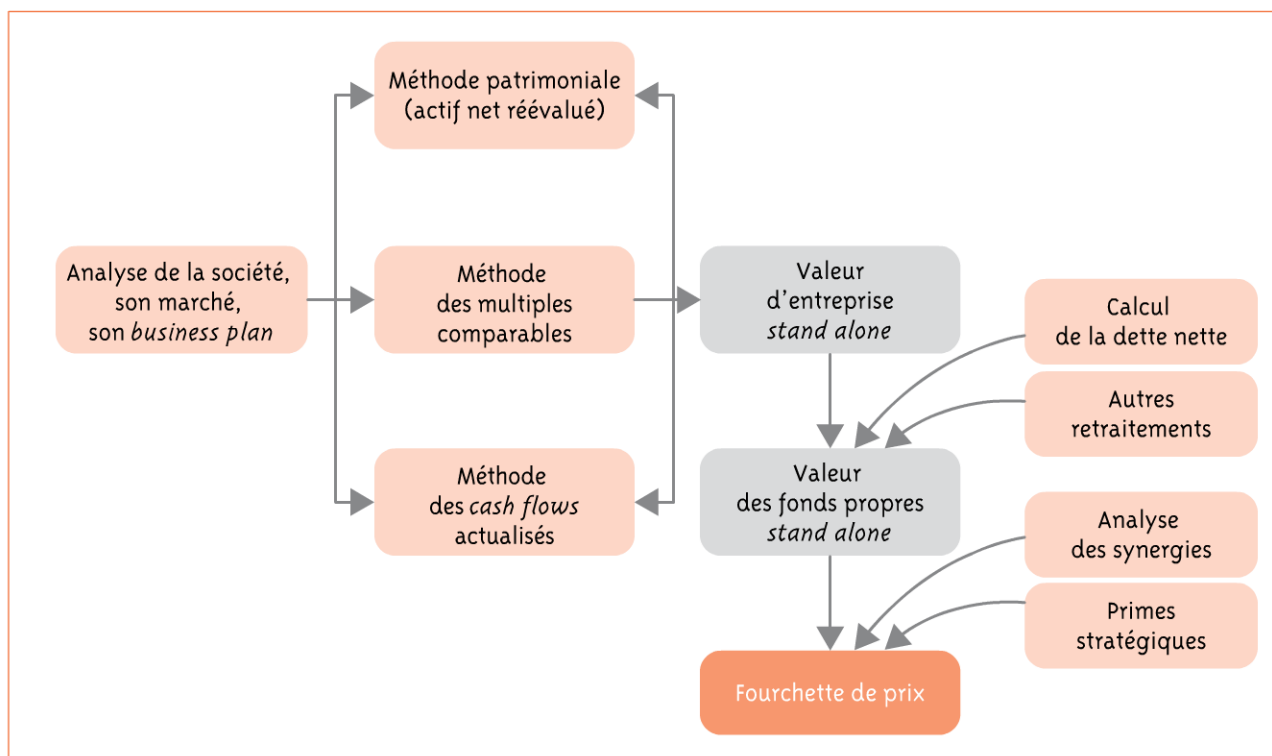 Méthode patrimoniale
(actif net réévalué)
Analyse de la société,
son marché,
son business plan
Méthode
des multiples
comparables
Méthode
des cash flows
actualisés
Valeur
d’entreprise
stand alone
Calcul
de la dette nette
Autres
retraitements
Valeur
des fonds propres
stand alone
Analyse
des synergies
Primes
stratégiques
Fourchette de prix